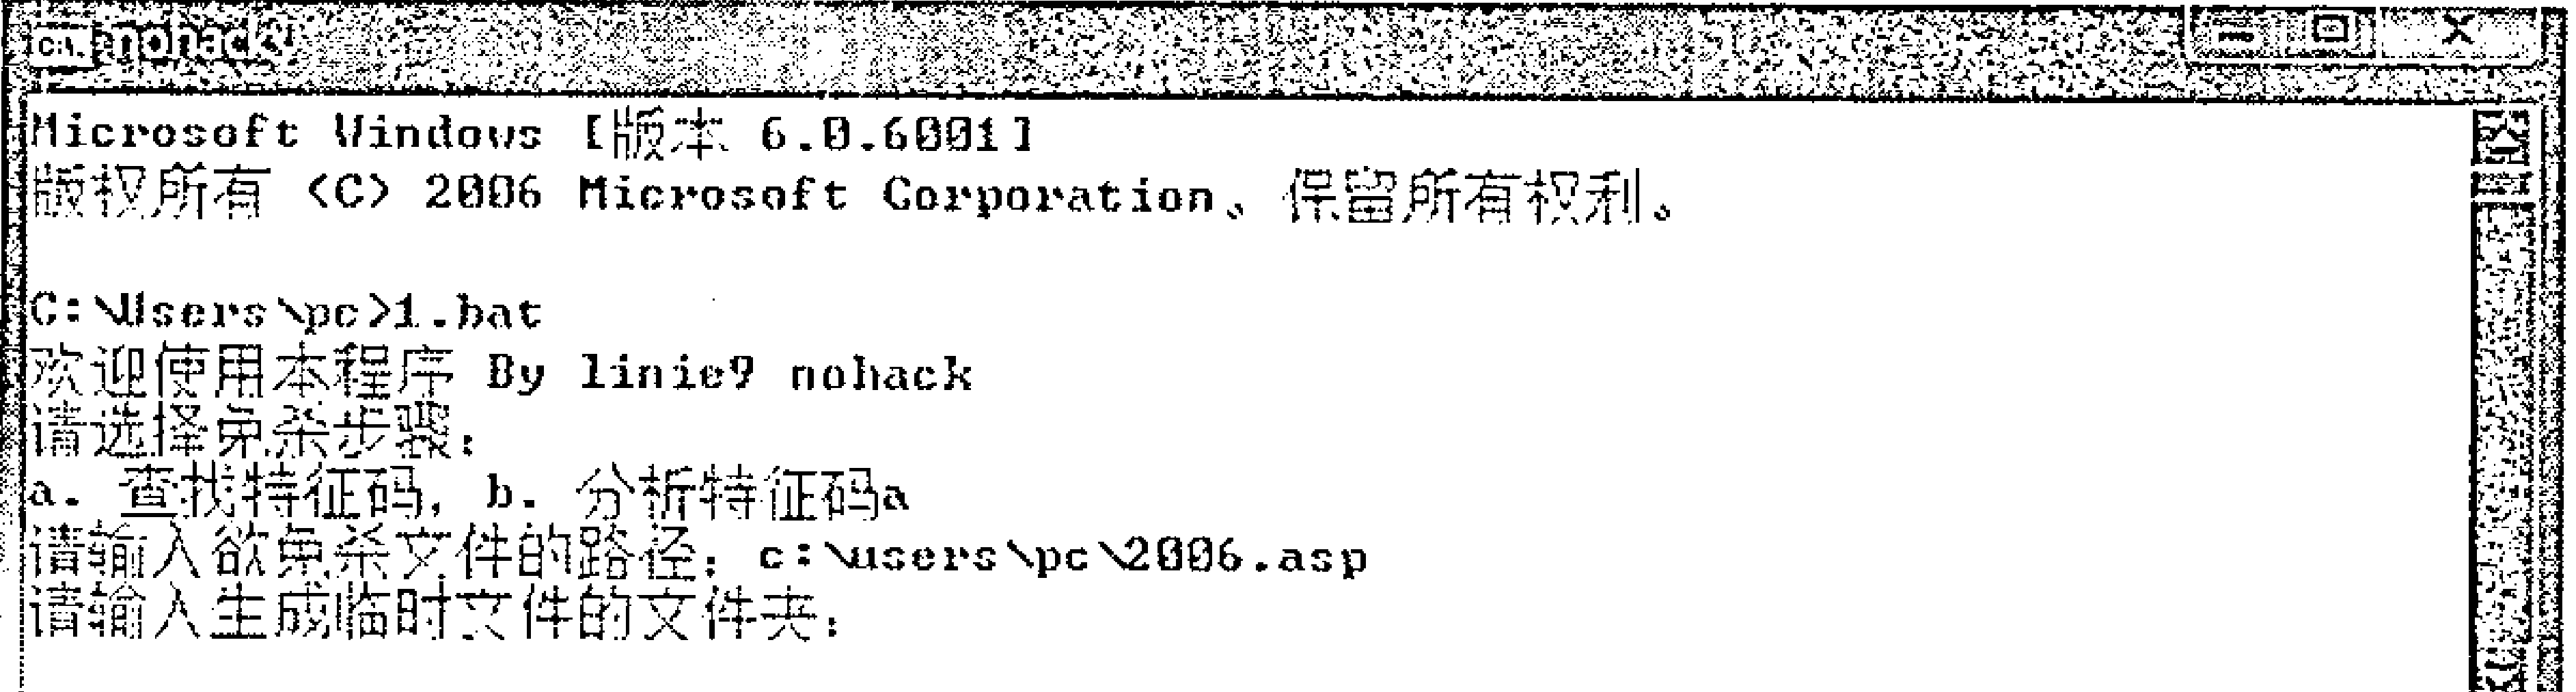 nohack
Microsoft Windows [版本 6.0.6001]
版权所有 (C) 2006 Microsoft Corporation。保留所有权利。
C:\Users\pc>1.bat
欢迎使用本程序 By linie9 nohack
请选择免杀步骤:
a. 查找特征码, b. 分析特征码a
请输入欲免杀文件的路径: c:\users\pc\2006.asp
请输入生成临时文件的文件夹: